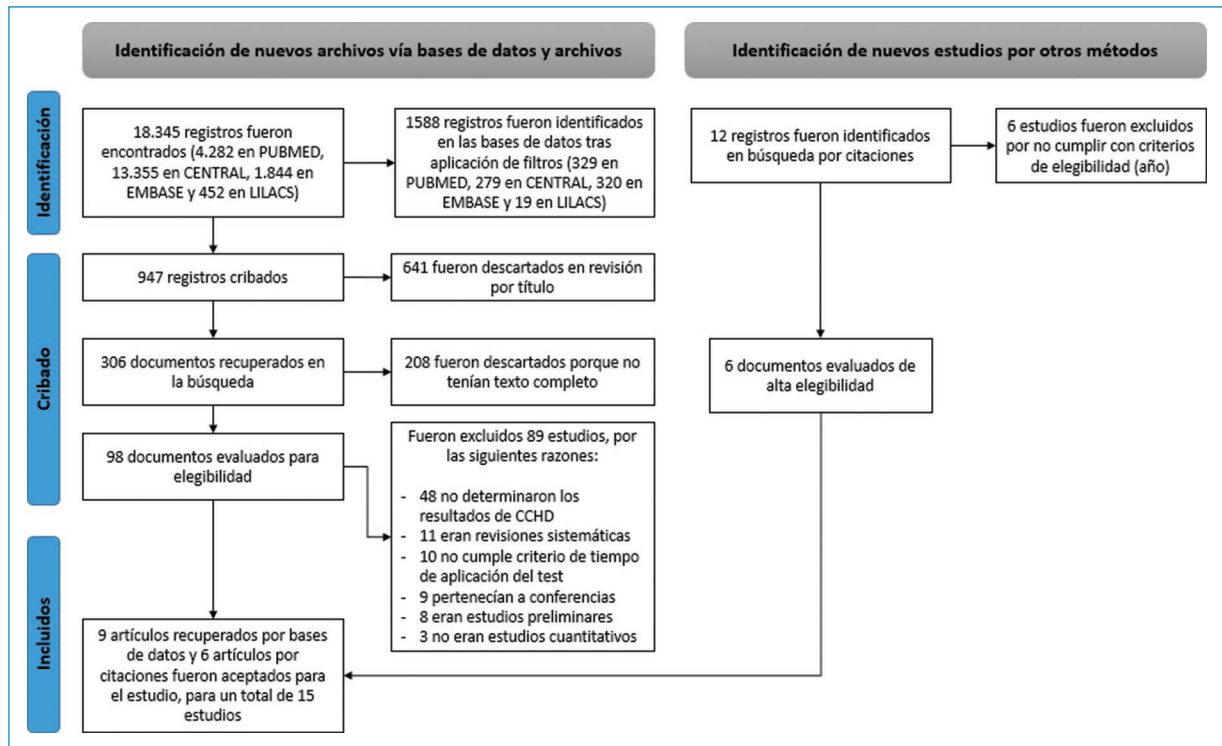 Identificación de nuevos archivos vía bases de datos y archivos
Identificación de nuevos estudios por otros métodos
Identificación
18.345 registros fueron
encontrados (4.282 en PUBMED,
13.355 en CENTRAL, 1.844 en
EMBASE y 452 en LILACS)
1588 registros fueron identificados
en las bases de datos tras
aplicación de filtros (329 en
PUBMED, 279 en CENTRAL, 320 en
EMBASE y 19 en LILACS)
12 registros fueron identificados
en búsqueda por citaciones
6 estudios fueron excluidos
por no cumplir con criterios
de elegibilidad (año)
Cribado
947 registros cribados
641 fueron descartados en revisión
por título
306 documentos recuperados en
la búsqueda
208 fueron descartados porque no
tenían texto completo
6 documentos evaluados de
alta elegibilidad
98 documentos evaluados para
elegibilidad
Fueron excluidos 89 estudios, por
las siguientes razones:
- 48 no determinaron los
resultados de CCHD
- 11 eran revisiones sistemáticas
- 10 no cumple criterio de tiempo
de aplicación del test
- 9 pertenecían a conferencias
- 8 eran estudios preliminares
- 3 no eran estudios cuantitativos
Incluidos
9 artículos recuperados por bases
de datos y 6 artículos por
citaciones fueron aceptados para
el estudio, para un total de 15
estudios